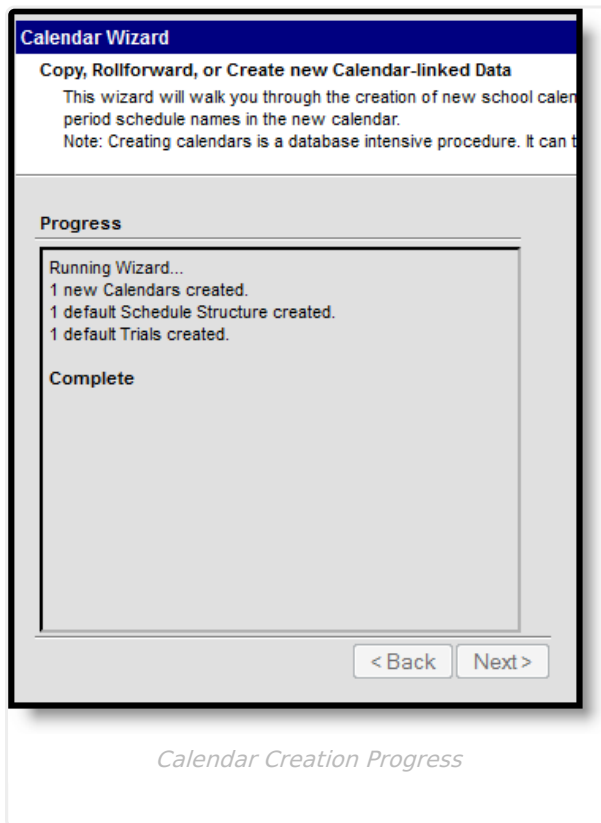 Calendar Wizard
Copy, Rollforward, or Create new Calendar-linked Data
This wizard will walk you through the creation of new school
period schedule names in the new calendar.
Note: Creating calendars is a database intensive procedure. It can
Progress
Running Wizard...
1 new Calendars created.
1 default Schedule Structure created.
1 default Trials created.
Complete
< Back
Next >
Calendar Creation Progress